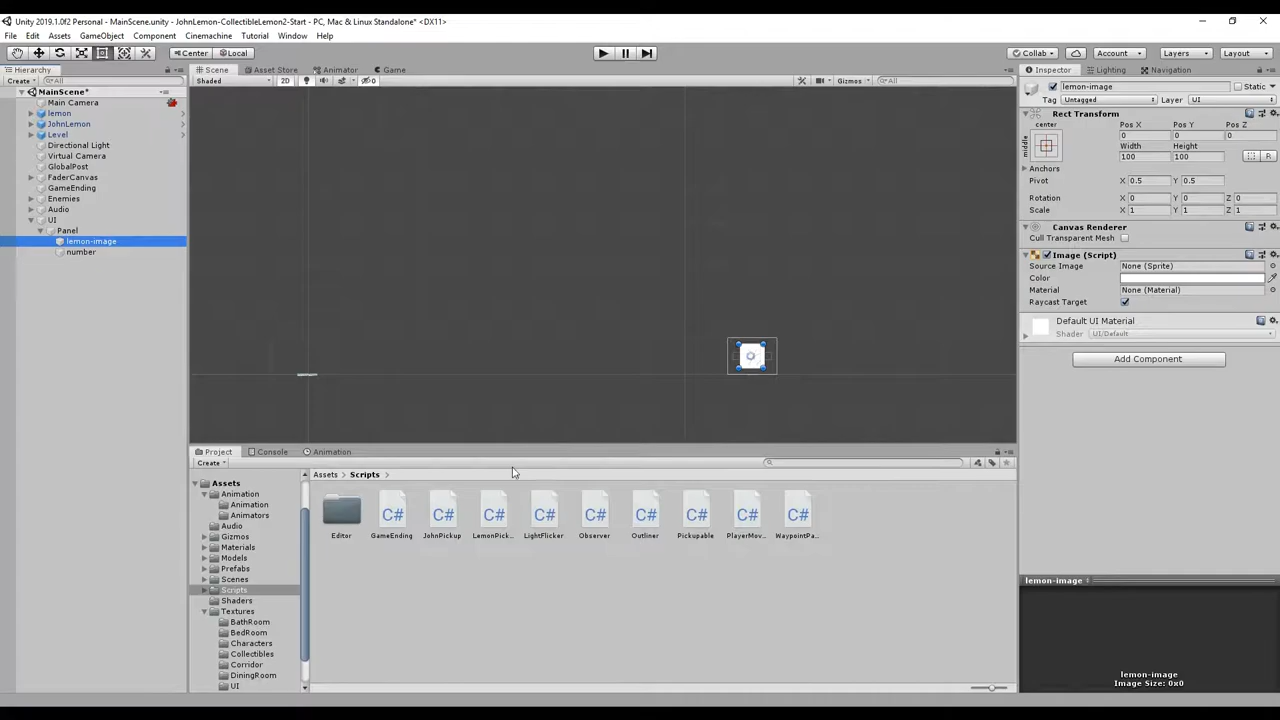 Unity 2019.1.0f2 Personal - MainScene.unity - JohnLemon-CollectibleLemon2-Start - PC, Mac & Linux Standalone* <DX11>
File Edit Assets GameObject Component Cinemachine Tutorial Window Help
Center Local Collab Account Layers Layout
Hierarchy
Create All
MainScene*
Main Camera
lemon
JohnLemon
Level
Directional Light
Virtual Camera
GlobalPost
FaderCanvas
GameEnding
Enemies
Audio
UI
Panel
lemon-image
number
Scene Asset Store Animator Game
Shaded 2D 0 Gizmos All
Inspector Lighting Navigation
lemon-image Static
Tag Untagged Layer UI
Rect Transform
center Pos X Pos Y Pos Z
middle 0 0 0
Width Height
100 100 R
Anchors
Pivot X 0.5 Y 0.5
Rotation X 0 Y 0 Z 0
Scale X 1 Y 1 Z 1
Canvas Renderer
Cull Transparent Mesh
Image (Script)
Source Image None (Sprite)
Color
Material None (Material)
Raycast Target
Default UI Material
Shader UI/Default
Add Component
Project Console Animation
Create
Assets
Animation
Animation
Animators
Audio
Gizmos
Materials
Models
Prefabs
Scenes
Scripts
Shaders
Textures
BathRoom
BedRoom
Characters
Collectibles
Corridor
DiningRoom
UI
Assets > Scripts >
C# C# C# C# C# C# C# C# C#
Editor GameEnding JohnPickup LemonPick... LightFlicker Observer Outliner Pickupable PlayerMov... WaypointPa...
lemon-image
lemon-image
Image Size: 0x0